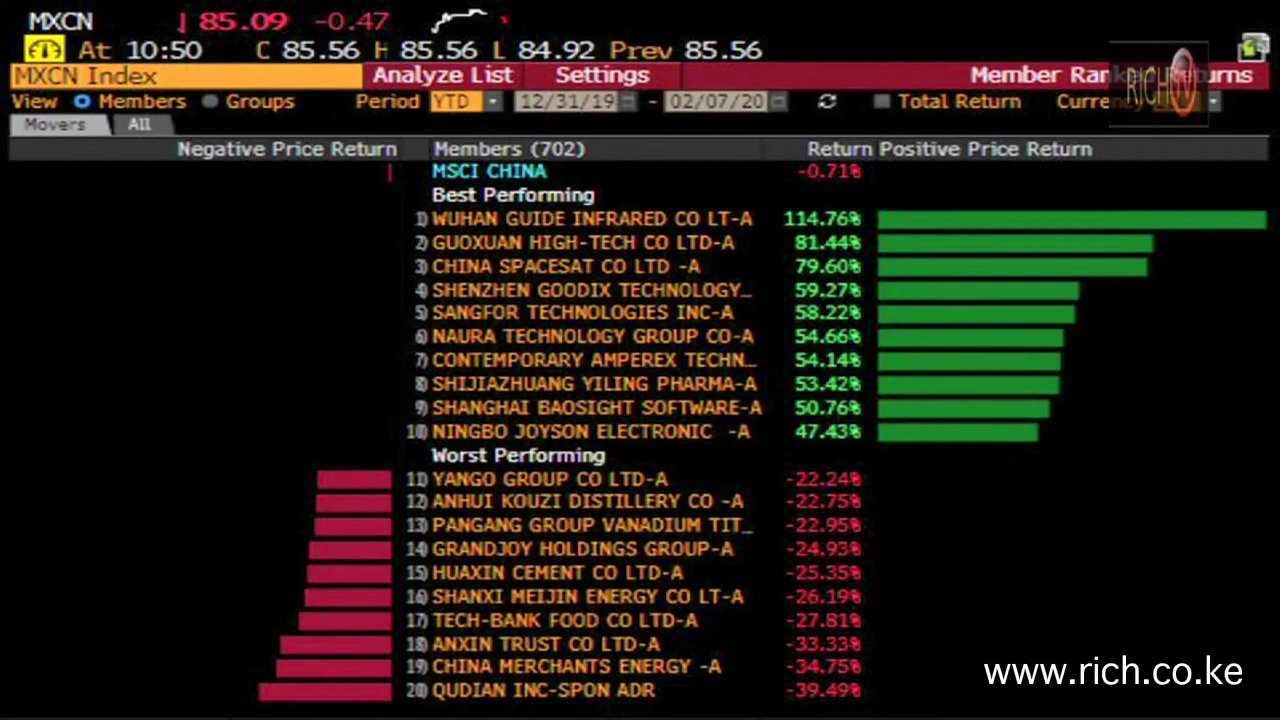 MXCN 85.09 -0.47
At 10:50 C 85.56 H 85.56 L 84.92 Prev 85.56
MXCN Index Analyze List Settings Member
View Members Groups Period YTD 12/31/19 - 02/07/20 Total Return
RICH TV
Movers All
Negative Price Return Members (702) Return Positive Price Return
MSCI CHINA -0.71%
Best Performing
1) WUHAN GUIDE INFRARED CO LT-A 114.76%
2) GUOXUAN HIGH-TECH CO LTD-A 81.44%
3) CHINA SPACESAT CO LTD -A 79.60%
4) SHENZHEN GOODIX TECHNOLOGY… 59.27%
5) SANGFOR TECHNOLOGIES INC-A 58.22%
6) NAURA TECHNOLOGY GROUP CO-A 54.66%
7) CONTEMPORARY AMPEREX TECHN… 54.14%
8) SHIJIAZHUANG YILING PHARMA-A 53.42%
9) SHANGHAI BAOSIGHT SOFTWARE-A 50.76%
10) NINGBO JOYSON ELECTRONIC -A 47.43%
Worst Performing
11) YANGO GROUP CO LTD-A -22.24%
12) ANHUI KOUZI DISTILLERY CO -A -22.75%
13) PANGANG GROUP VANADIUM TIT… -22.95%
14) GRANDJOY HOLDINGS GROUP-A -24.93%
15) HUAXIN CEMENT CO LTD-A -25.35%
16) SHANXI MEIJIN ENERGY CO LT-A -26.19%
17) TECH-BANK FOOD CO LTD-A -27.81%
18) ANXIN TRUST CO LTD-A -33.33%
19) CHINA MERCHANTS ENERGY -A -34.75%
20) QUDIAN INC-SPON ADR -39.49%
www.rich.co.ke